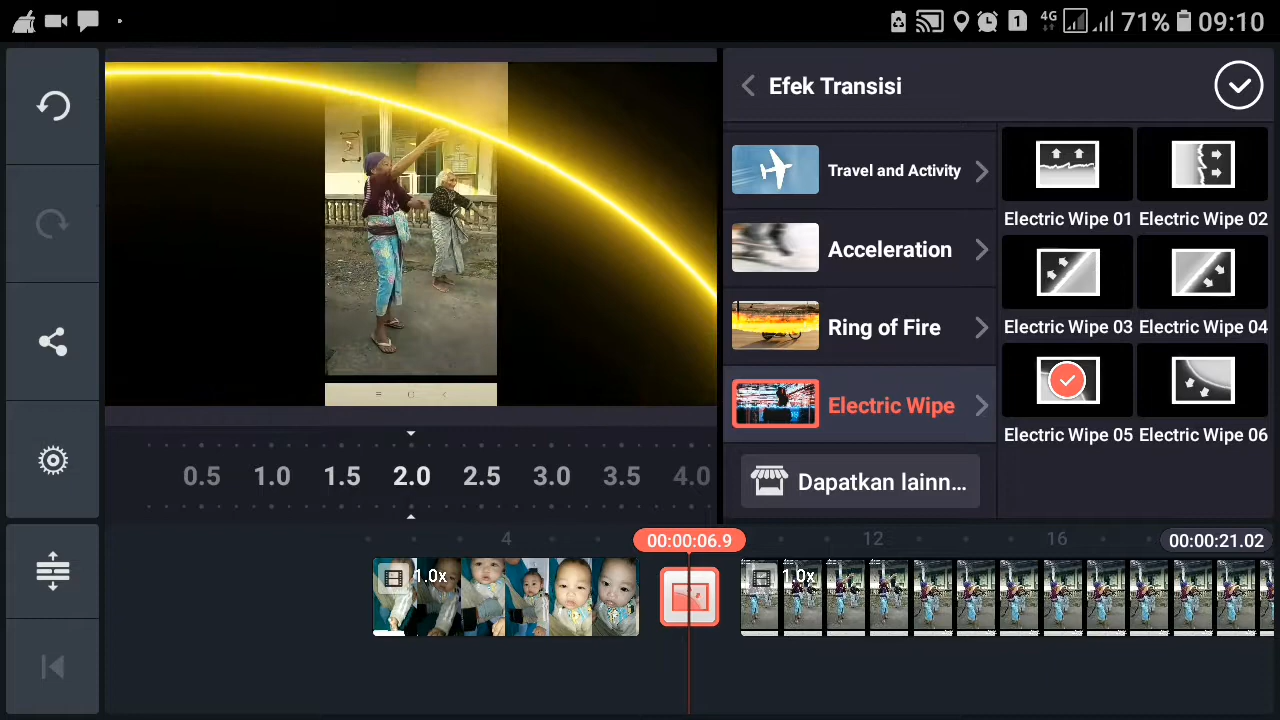 1 4G 71% 09:10
Efek Transisi
Travel and Activity
Acceleration
Ring of Fire
Electric Wipe
Dapatkan lainn...
Electric Wipe 01 Electric Wipe 02
Electric Wipe 03 Electric Wipe 04
Electric Wipe 05 Electric Wipe 06
0.5 1.0 1.5 2.0 2.5 3.0 3.5 4.0
4 00:00:06.9 12 16 00:00:21.02
1.0x 1.0x